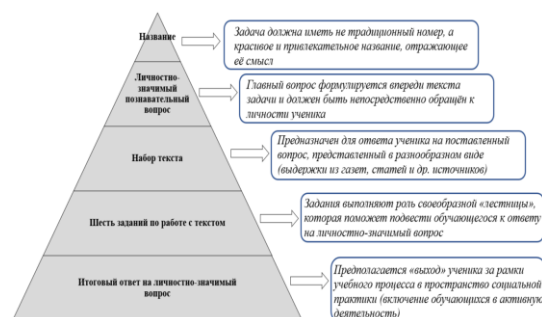 Название
Задача должна иметь не традиционный номер, а
красивое и привлекательное название, отражающее
её смысл
Личностно-
значимый
познавательный
вопрос
Главный вопрос формулируется впереди текста
задачи и должен быть непосредственно обращён к
личности ученика
Набор текста
Предназначен для ответа ученика на поставленный
вопрос, представленный в разнообразном виде
(выдержки из газет, статей и др. источников)
Шесть заданий по работе с текстом
Задания выполняют роль своеобразной «лестницы»,
которая поможет подвести обучающегося к ответу
на личностно-значимый вопрос
Итоговый ответ на личностно-значимый
вопрос
Предполагается «выход» ученика за рамки
учебного процесса в пространство социальной
практики (включение обучающихся в активную
деятельность)